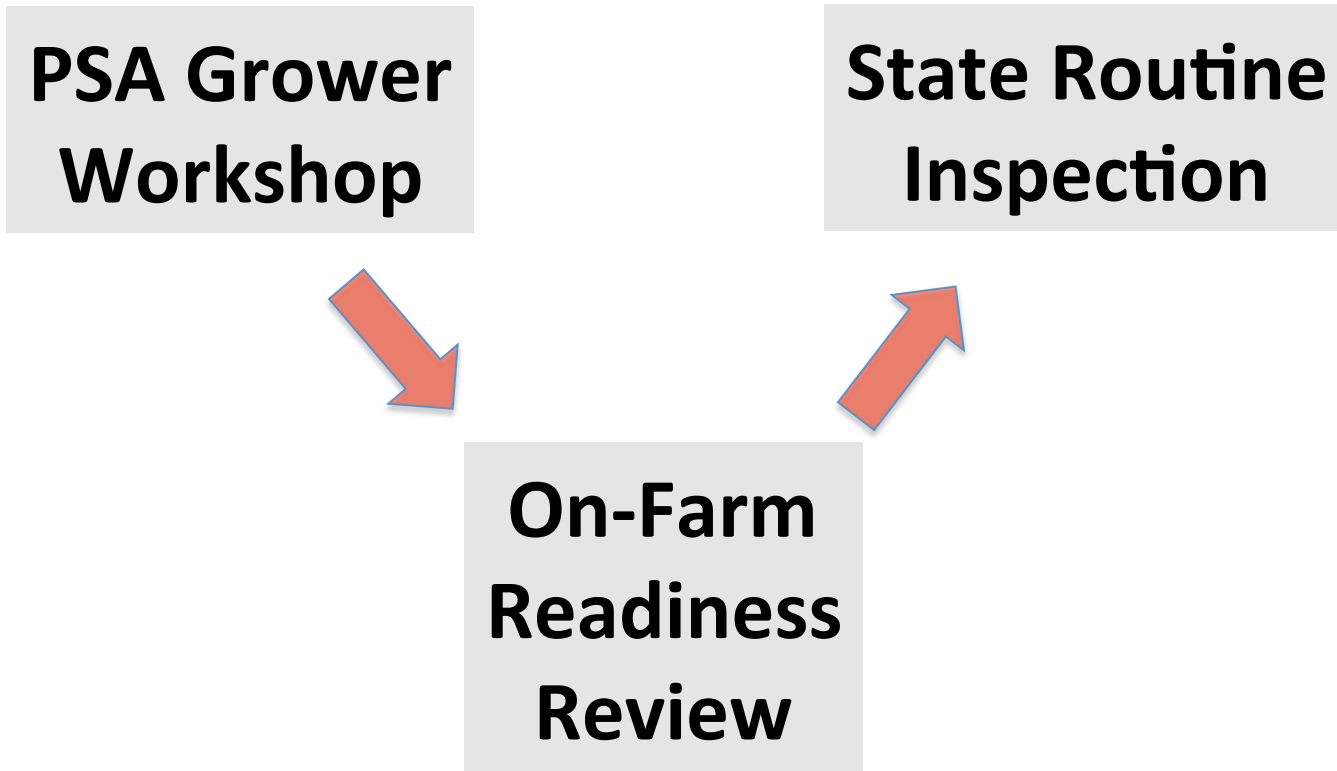 PSA Grower
Workshop
On-Farm
Readiness
Review
State Routine
Inspection